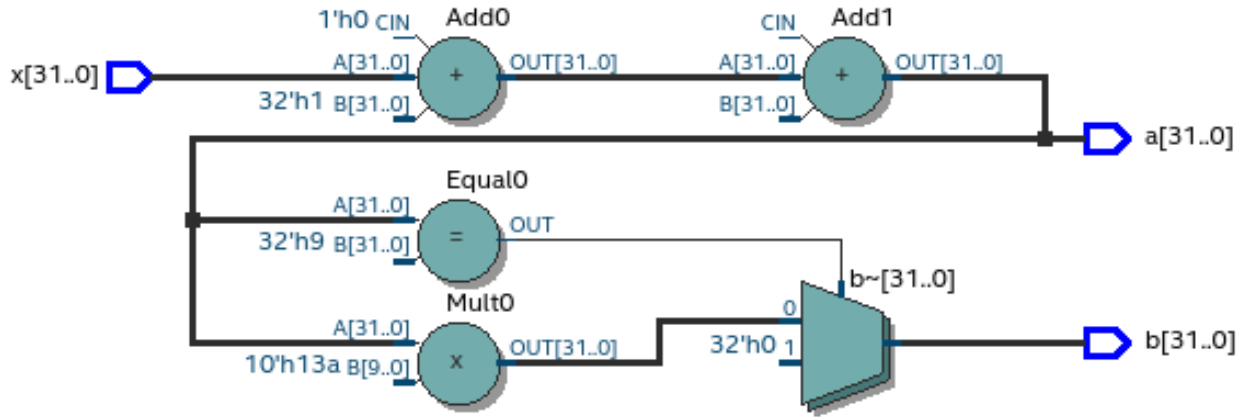 1'h0 CIN
Add0
CIN
Add1
x[31..0]
A[31..0]
+
OUT[31..0]
A[31..0]
+
OUT[31..0]
32'h1 B[31..0]
B[31..0]
a[31..0]
Equal0
A[31..0]
=
OUT
32'h9 B[31..0]
b~[31..0]
Mult0
0
A[31..0]
x
OUT[31..0]
32'h0 1
b[31..0]
10'h13a B[9..0]